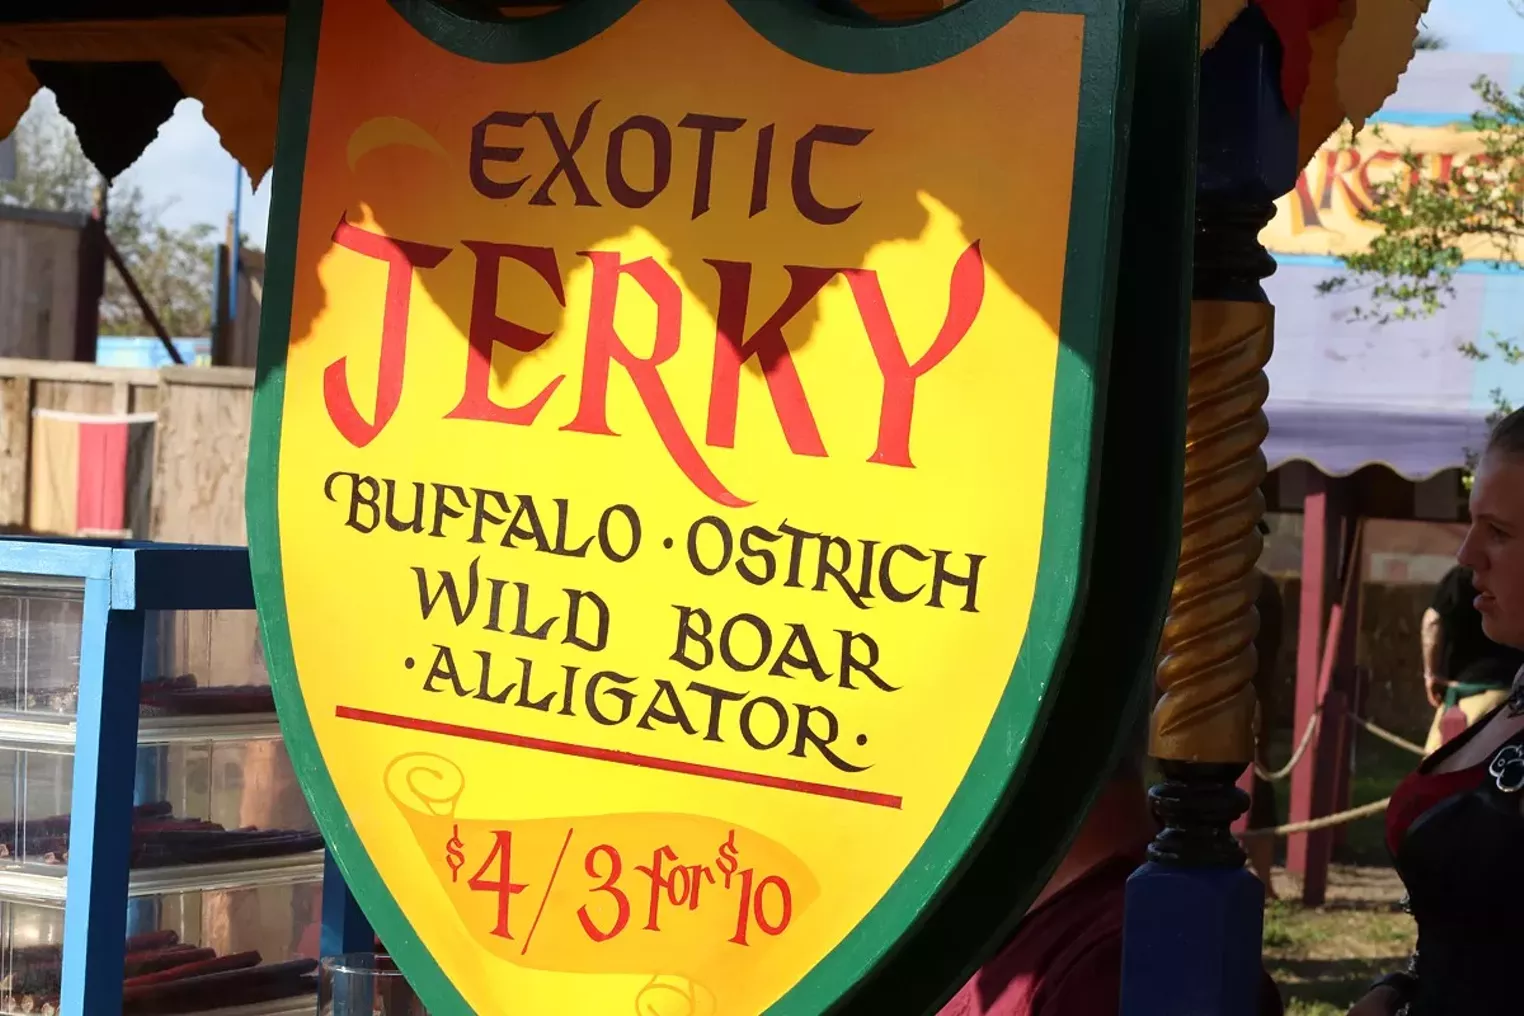 EXOTIC
JERKY
BUFFALO · OSTRICH
WILD BOAR
· ALLIGATOR ·
$4/3 for $10